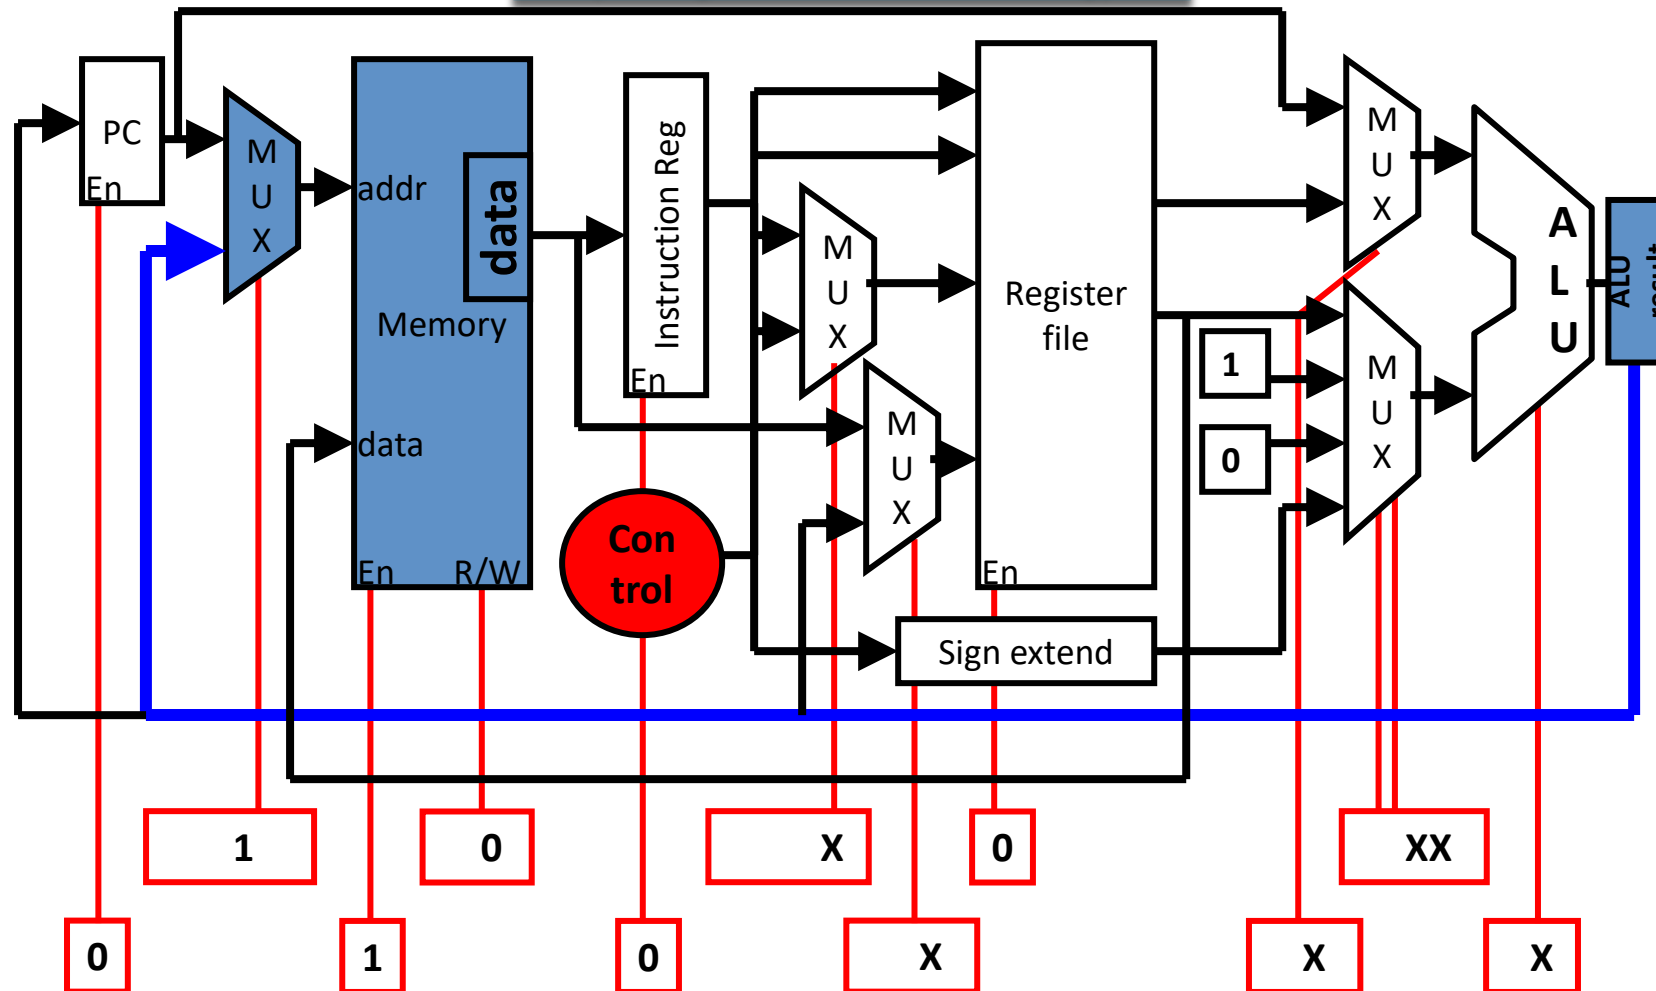 PC
En
M
U
X
addr
data
Memory
data
En
R/W
Instruction Reg
En
Con
trol
M
U
X
M
U
X
Register
file
En
Sign extend
M
U
X
1
0
M
U
X
A
L
U
ALU
result
1
0
X
0
XX
0
1
0
X
X
X